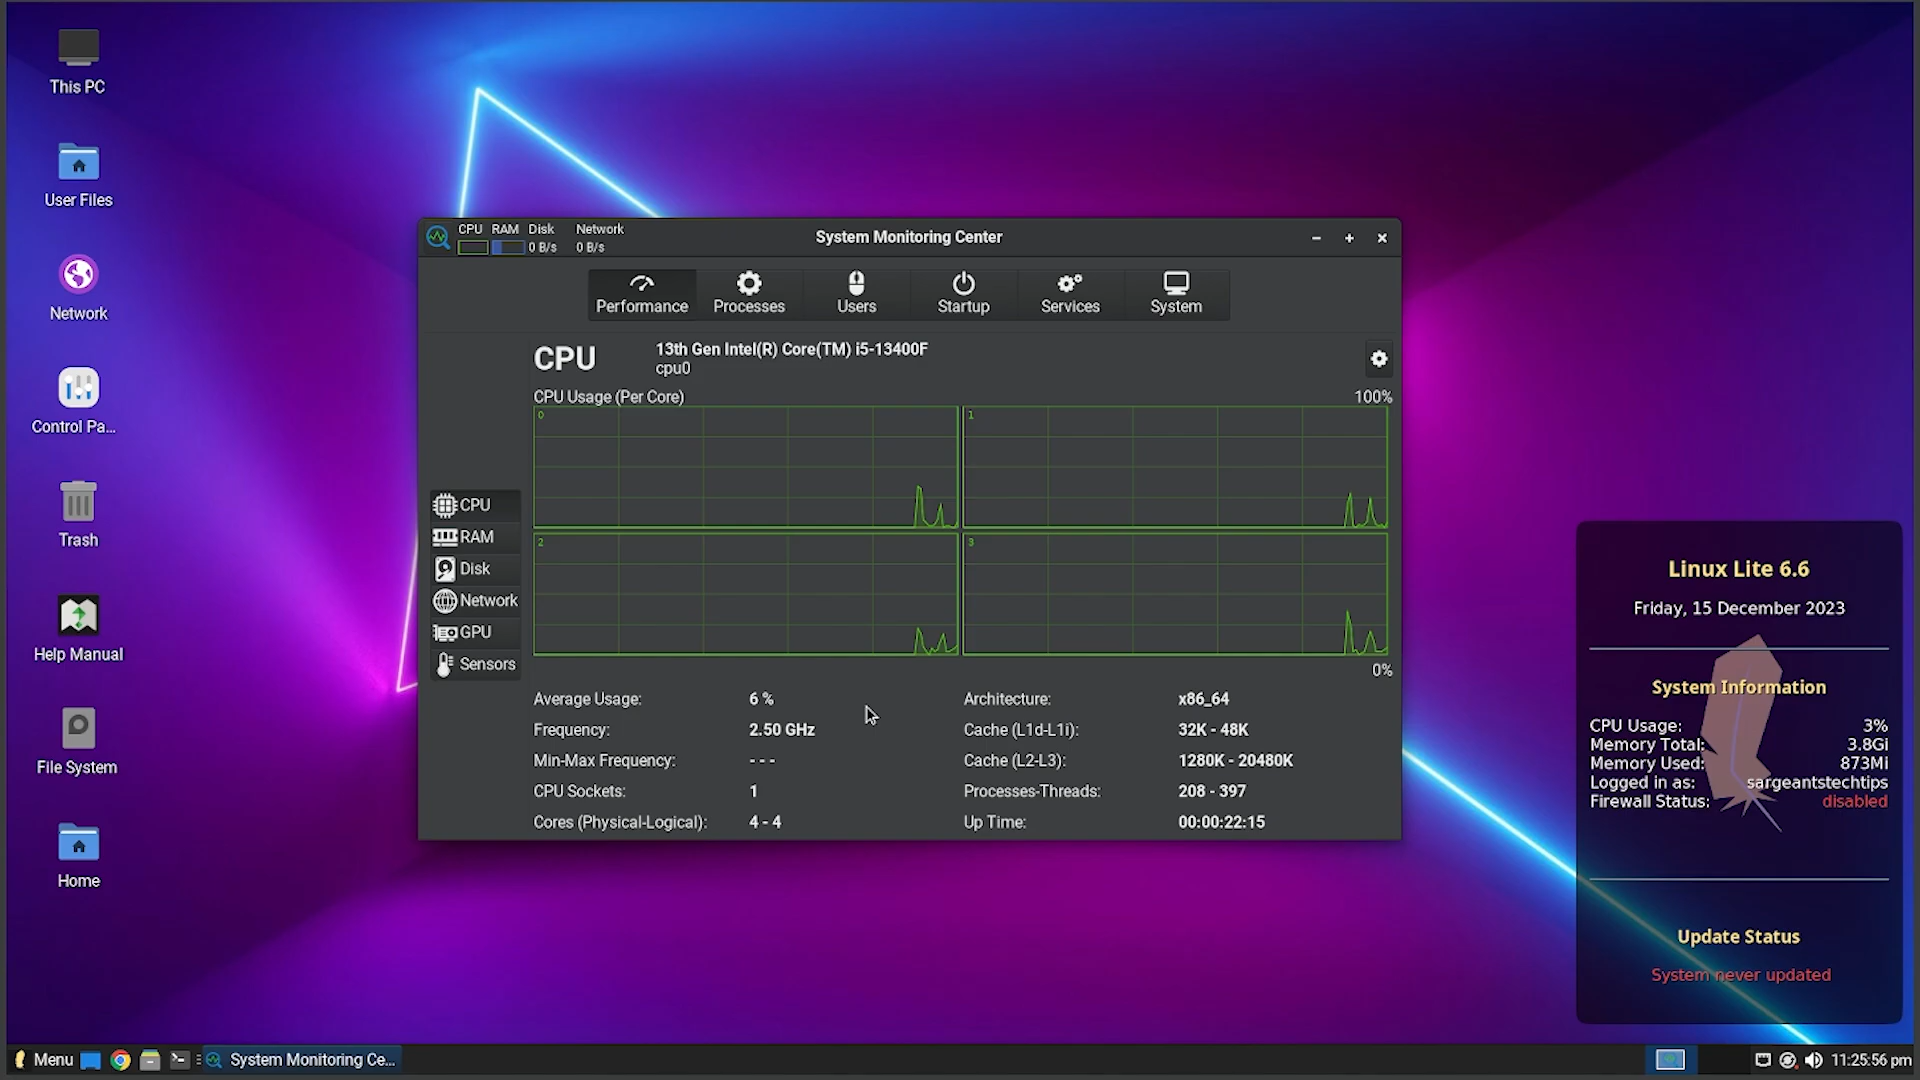 This PC
User Files
Network
Control Pa...
Trash
Help Manual
File System
Home
CPU RAM Disk Network
0 B/s 0 B/s
System Monitoring Center
Performance Processes Users Startup Services System
CPU
13th Gen Intel(R) Core(TM) i5-13400F
cpu0
CPU Usage (Per Core) 100%
0 1
2 3
0%
CPU
RAM
Disk
Network
GPU
Sensors
Average Usage: 6 % Architecture: x86_64
Frequency: 2.50 GHz Cache (L1d-L1i): 32K - 48K
Min-Max Frequency: - - - Cache (L2-L3): 1280K - 20480K
CPU Sockets: 1 Processes-Threads: 208 - 397
Cores (Physical-Logical): 4 - 4 Up Time: 00:00:22:15
Linux Lite 6.6
Friday, 15 December 2023
System Information
CPU Usage: 3%
Memory Total: 3.8Gi
Memory Used: 873Mi
Logged in as: sargeantstechtips
Firewall Status: disabled
Update Status
System never updated
Menu System Monitoring Ce... 11:25:56 pm